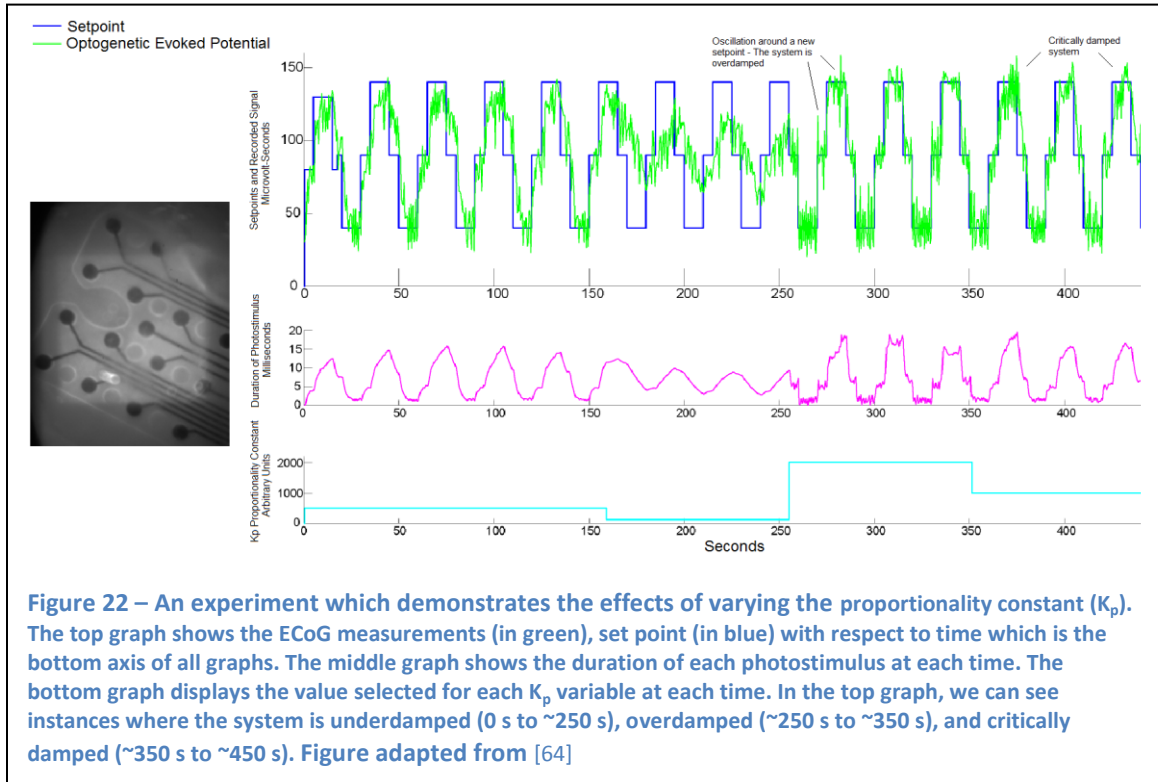 Setpoint
Optogenetic Evoked Potential
Oscillation around a new
setpoint - The system is
overdamped
Critically damped
system
Setpoints and Recorded Signal
Microvolt-Seconds
150
100
50
0
0 50 100 150 200 250 300 350 400
Duration of Photostimulus
Milliseconds
20
15
10
5
0
0 50 100 150 200 250 300 350 400
Kp Proportionality Constant
Arbitrary Units
2000
1000
0
0 50 100 150 200 250 300 350 400
Seconds
Figure 22 – An experiment which demonstrates the effects of varying the proportionality constant (Kp).
The top graph shows the ECoG measurements (in green), set point (in blue) with respect to time which is the
bottom axis of all graphs. The middle graph shows the duration of each photostimulus at each time. The
bottom graph displays the value selected for each Kp variable at each time. In the top graph, we can see
instances where the system is underdamped (0 s to ~250 s), overdamped (~250 s to ~350 s), and critically
damped (~350 s to ~450 s). Figure adapted from [64]